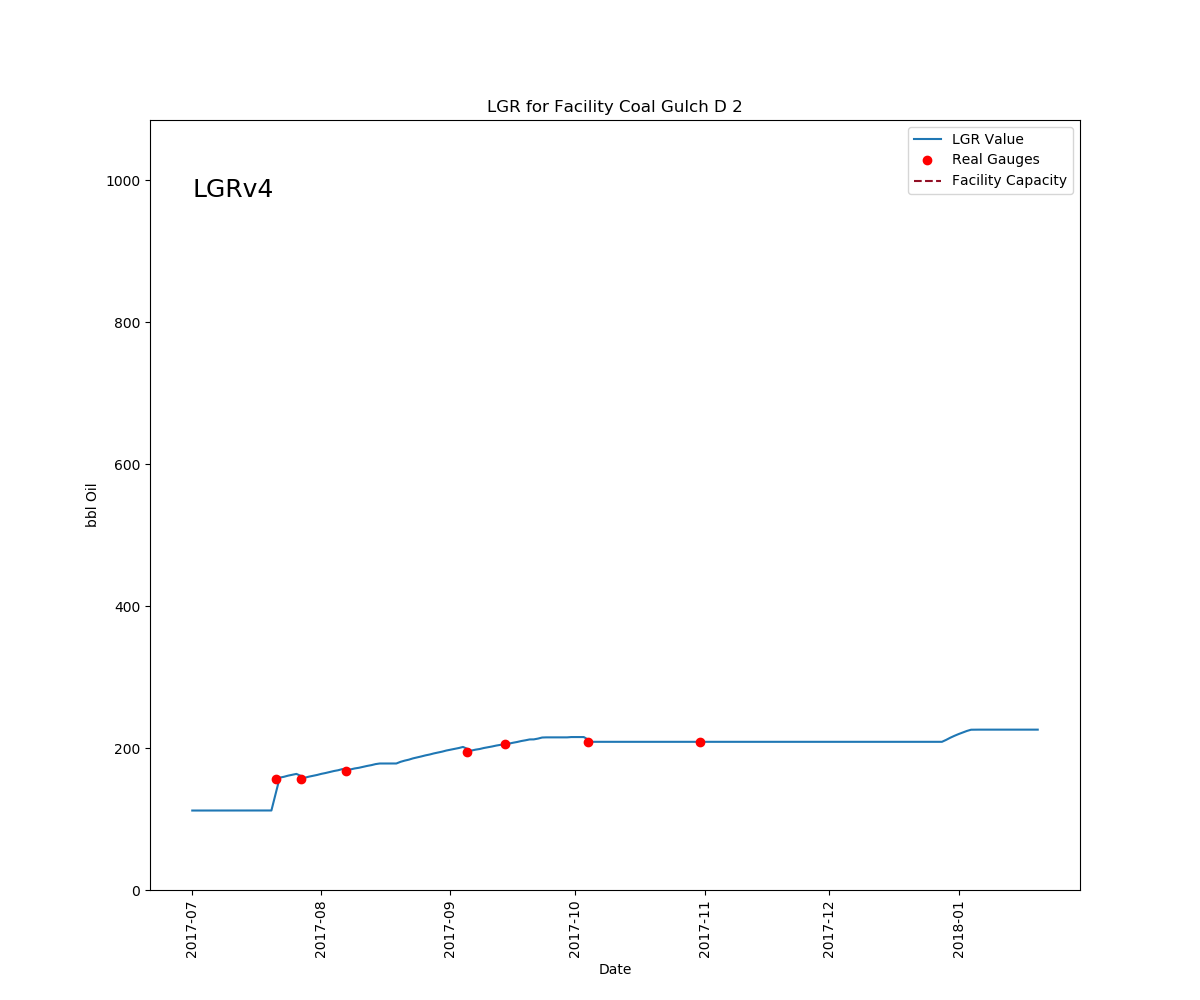 LGR for Facility Coal Gulch D 2
LGR Value
Real Gauges
Facility Capacity
LGRv4
1000
800
600
400
200
0
bbl Oil
2017-07
2017-08
2017-09
2017-10
2017-11
2017-12
2018-01
Date